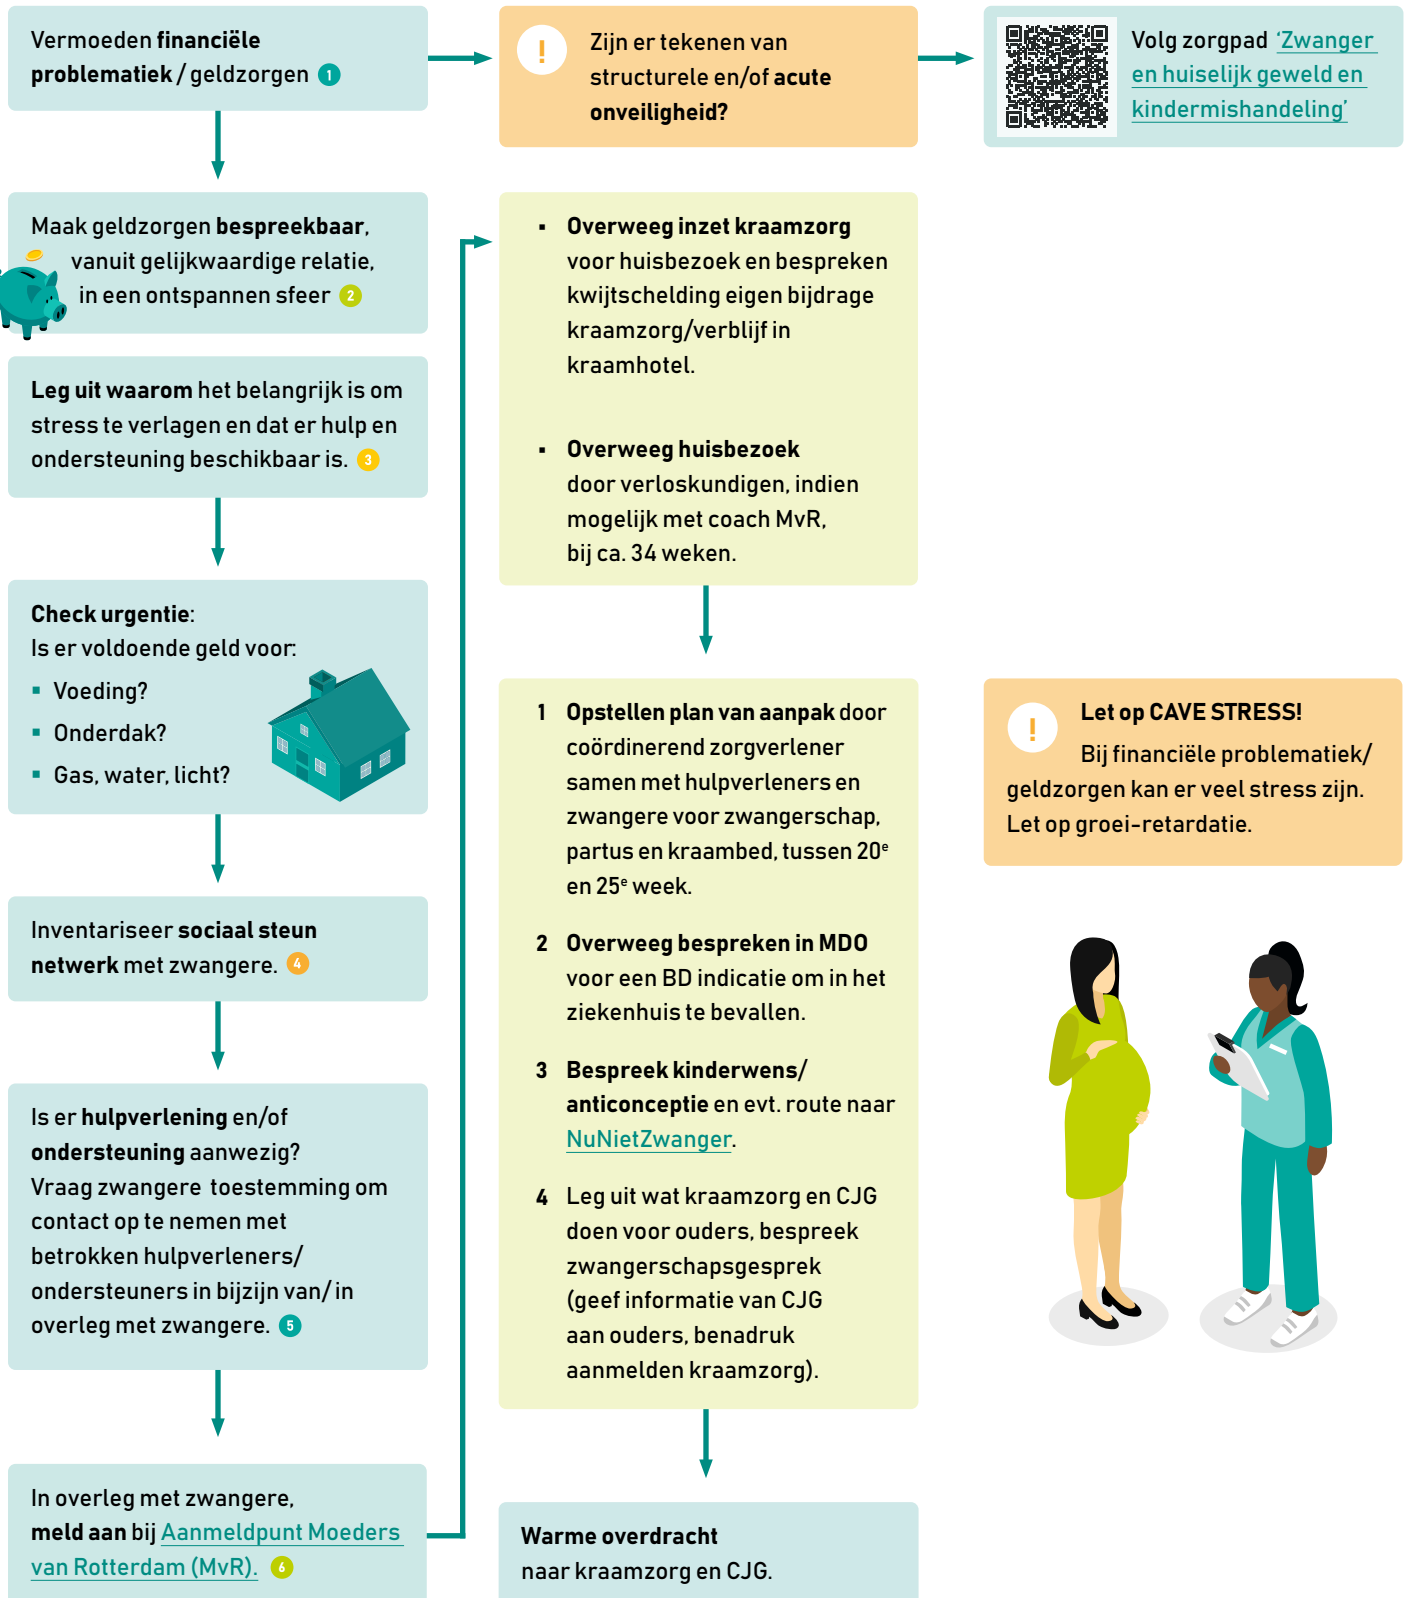 Vermoeden financiële
problematiek / geldzorgen 1
!
Zijn er tekenen van
structurele en/of acute
onveiligheid?
Volg zorgpad ‘Zwanger
en huiselijk geweld en
kindermishandeling’
Maak geldzorgen bespreekbaar,
vanuit gelijkwaardige relatie,
in een ontspannen sfeer 2
Leg uit waarom het belangrijk is om
stress te verlagen en dat er hulp en
ondersteuning beschikbaar is. 3
Check urgentie:
Is er voldoende geld voor:
▪ Voeding?
▪ Onderdak?
▪ Gas, water, licht?
Inventariseer sociaal steun
netwerk met zwangere. 4
Is er hulpverlening en/of
ondersteuning aanwezig?
Vraag zwangere toestemming om
contact op te nemen met
betrokken hulpverleners/
ondersteuners in bijzijn van/ in
overleg met zwangere. 5
In overleg met zwangere,
meld aan bij Aanmeldpunt Moeders
van Rotterdam (MvR). 6
▪ Overweeg inzet kraamzorg
voor huisbezoek en bespreken
kwijtschelding eigen bijdrage
kraamzorg/verblijf in
kraamhotel.
▪ Overweeg huisbezoek
door verloskundigen, indien
mogelijk met coach MvR,
bij ca. 34 weken.
1 Opstellen plan van aanpak door
coördinerend zorgverlener
samen met hulpverleners en
zwangere voor zwangerschap,
partus en kraambed, tussen 20e
en 25e week.
2 Overweeg bespreken in MDO
voor een BD indicatie om in het
ziekenhuis te bevallen.
3 Bespreek kinderwens/
anticonceptie en evt. route naar
NuNietZwanger.
4 Leg uit wat kraamzorg en CJG
doen voor ouders, bespreek
zwangerschapsgesprek
(geef informatie van CJG
aan ouders, benadruk
aanmelden kraamzorg).
Warme overdracht
naar kraamzorg en CJG.
!
Let op CAVE STRESS!
Bij financiële problematiek/
geldzorgen kan er veel stress zijn.
Let op groei-retardatie.